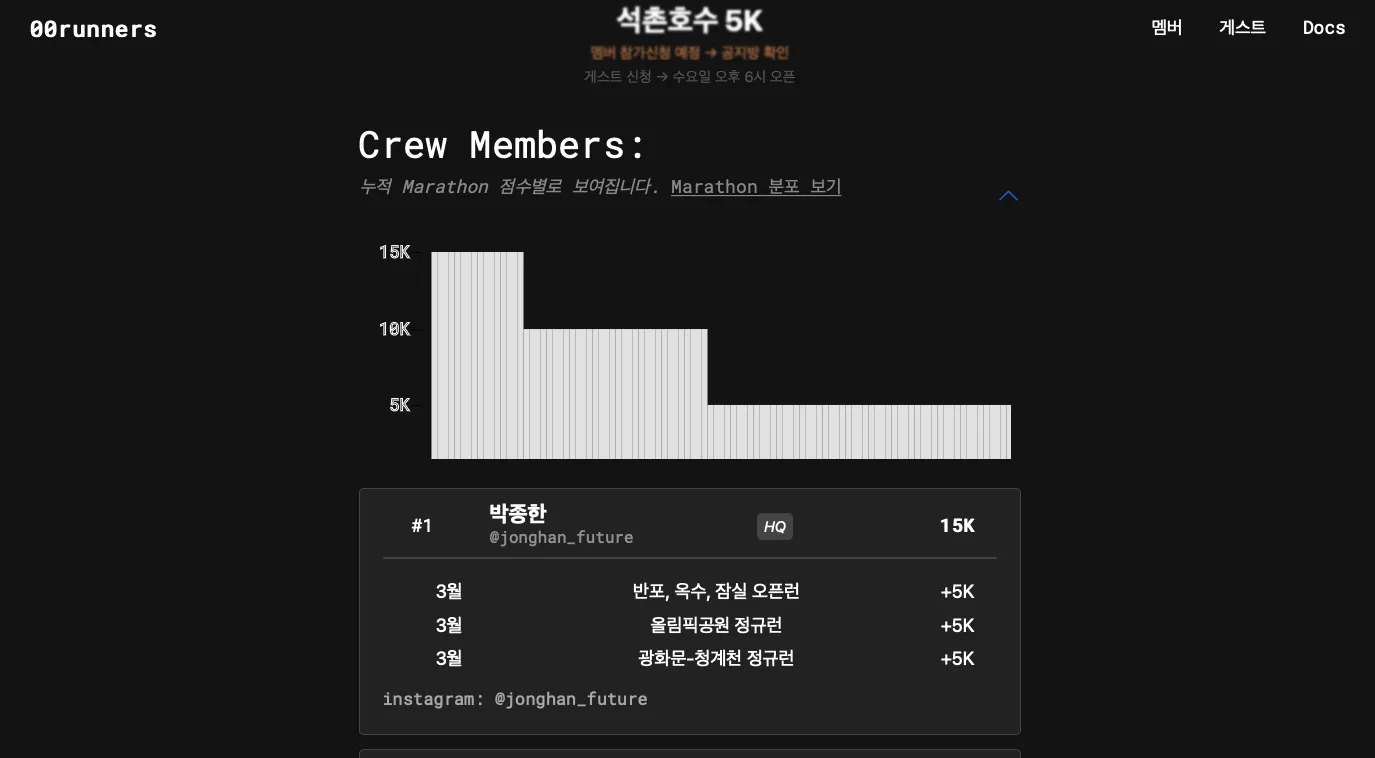 00runners
석촌호수 5K
멤버 게스트 Docs
멤버 참가신청 예정 → 공지방 확인
게스트 신청 → 수요일 오후 6시 오픈
Crew Members:
누적 Marathon 점수별로 보여집니다. Marathon 분포 보기
15K
10K
5K
#1 박종한 HQ 15K
@jonghan_future
3월 반포, 옥수, 잠실 오픈런 +5K
3월 올림픽공원 정규런 +5K
3월 광화문-청계천 정규런 +5K
instagram: @jonghan_future